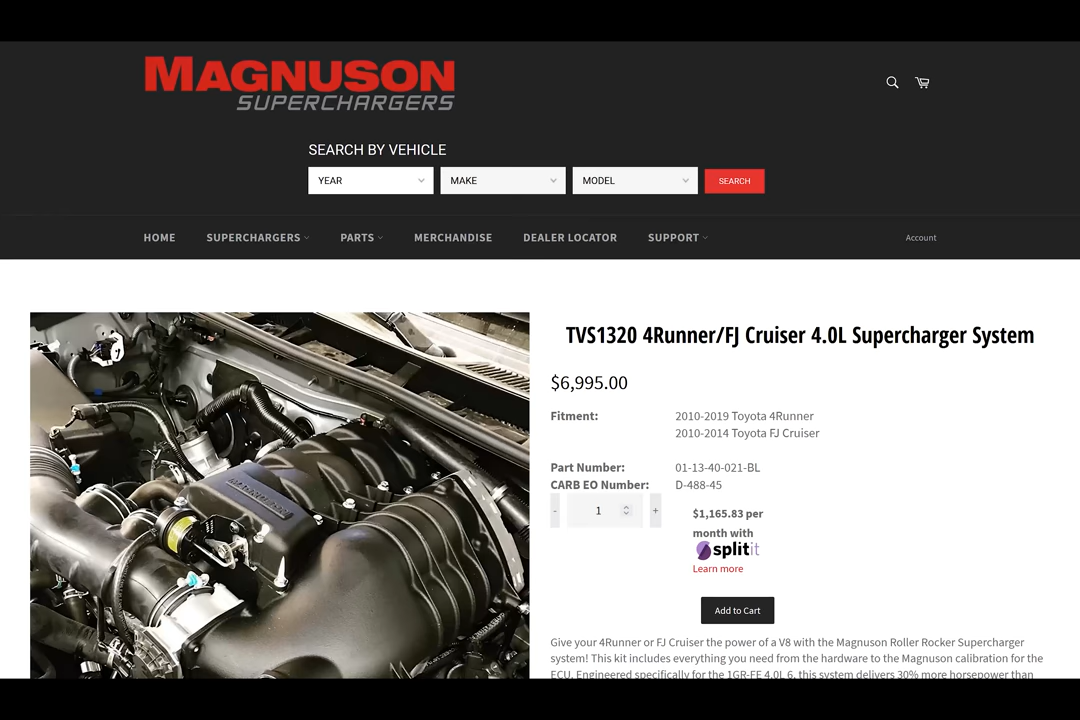 MAGNUSON
SUPERCHARGERS
SEARCH BY VEHICLE
YEAR MAKE MODEL SEARCH
HOME SUPERCHARGERS PARTS MERCHANDISE DEALER LOCATOR SUPPORT Account
TVS1320 4Runner/FJ Cruiser 4.0L Supercharger System
$6,995.00
Fitment: 2010-2019 Toyota 4Runner
2010-2014 Toyota FJ Cruiser
Part Number: 01-13-40-021-BL
CARB EO Number: D-488-45
- 1 +
$1,165.83 per
month with
splitit
Learn more
Add to Cart
Give your 4Runner or FJ Cruiser the power of a V8 with the Magnuson Roller Rocker Supercharger
system! This kit includes everything you need from the hardware to the Magnuson calibration for the
ECU. Engineered specifically for the 1GR-FE 4.0L 6, this system delivers 30% more horsepower than
MAGNUSON